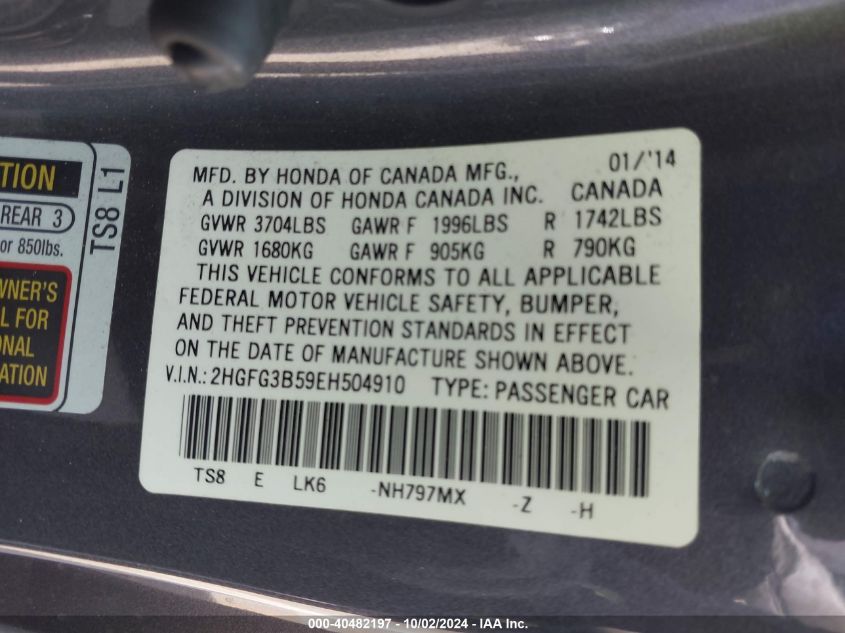 TION
REAR 3
or 850lbs.
WNER'S
L FOR
ONAL
ATION
TS8 L1
MFD. BY HONDA OF CANADA MFG., 01/'14
A DIVISION OF HONDA CANADA INC. CANADA
GVWR 3704LBS GAWR F 1996LBS R 1742LBS
GVWR 1680KG GAWR F 905KG R 790KG
THIS VEHICLE CONFORMS TO ALL APPLICABLE
FEDERAL MOTOR VEHICLE SAFETY, BUMPER,
AND THEFT PREVENTION STANDARDS IN EFFECT
ON THE DATE OF MANUFACTURE SHOWN ABOVE.
V.I.N.: 2HGFG3B59EH504910 TYPE: PASSENGER CAR
TS8 E LK6 -NH797MX -Z -H
000-40482197 - 10/02/2024 - IAA Inc.